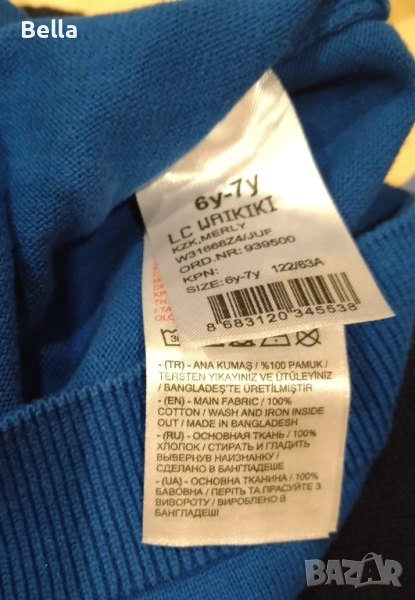 Bella
6y-7y
LC WAIKIKI
KZK.MERLY
W31668Z4/JUF
ORD.NR: 939500
KPN:
SIZE: 6y-7y 122/63A
8 683120 345538
- (TR) - ANA KUMAŞ / %100 PAMUK /
TERSTEN YIKAYINIZ VE ÜTÜLEYİNİZ
/ BANGLADEŞ'TE ÜRETİLMİŞTİR
- (EN) - MAIN FABRIC / 100%
COTTON / WASH AND IRON INSIDE
OUT / MADE IN BANGLADESH
- (RU) - ОСНОВНАЯ ТКАНЬ / 100%
ХЛОПОК / СТИРАТЬ И ГЛАДИТЬ
ВЫВЕРНУВ НАИЗНАНКУ /
СДЕЛАНО В БАНГЛАДЕШЕ
- (UA) - ОСНОВНА ТКАНИНА / 100%
БАВОВНА / ПЕРІТЬ ТА ПРАСУЙТЕ З
ВИВОРОТУ / ВИРОБЛЕНО В
БАНГЛАДЕШІ
BAZAR